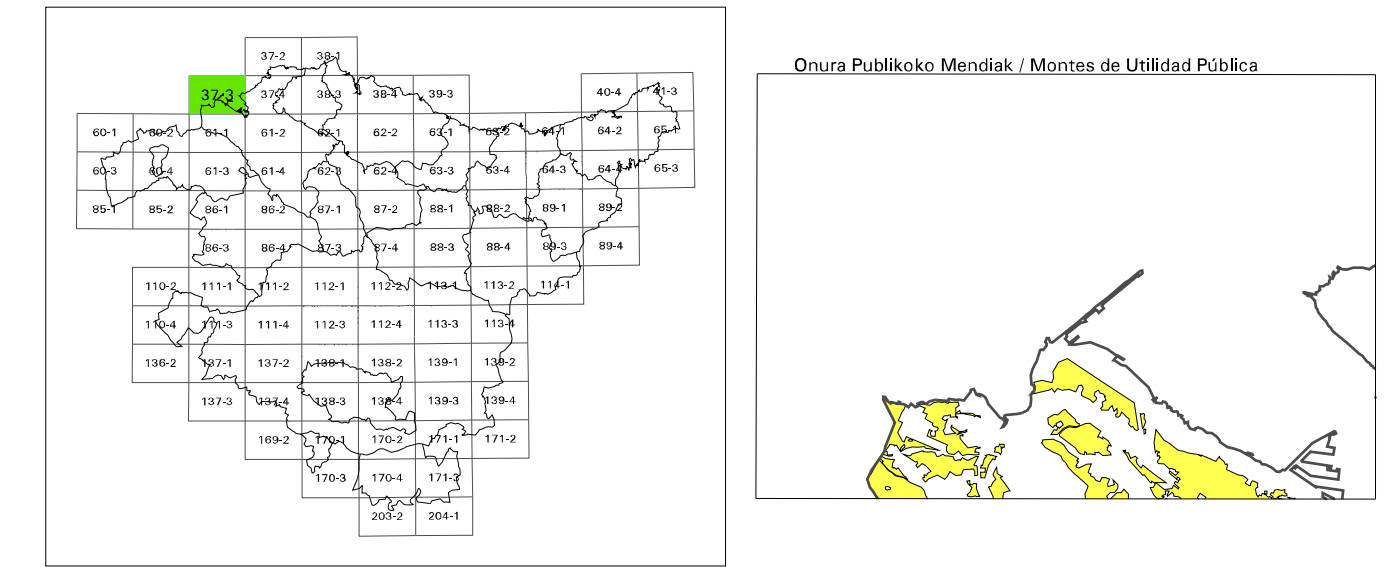 37-2 38-1
Onura Publikoko Mendiak / Montes de Utilidad Pública
37-3 37-4 38-3 38-4 39-3 40-4 41-3
60-1 60-2 61-1 61-2 62-1 62-2 63-1 63-2 64-1 64-2 65-1
60-3 60-4 61-3 61-4 62-3 62-4 63-3 63-4 64-3 64-4 65-3
85-1 85-2 86-1 86-2 87-1 87-2 88-1 88-2 89-1 89-2
86-3 86-4 87-3 87-4 88-3 88-4 89-3 89-4
110-2 111-1 111-2 112-1 112-2 113-1 113-2 114-1
110-4 111-3 111-4 112-3 112-4 113-3 113-4
136-2 137-1 137-2 138-1 138-2 139-1 139-2
137-3 137-4 138-3 138-4 139-3 139-4
169-2 170-1 170-2 171-1 171-2
170-3 170-4 171-3
203-2 204-1